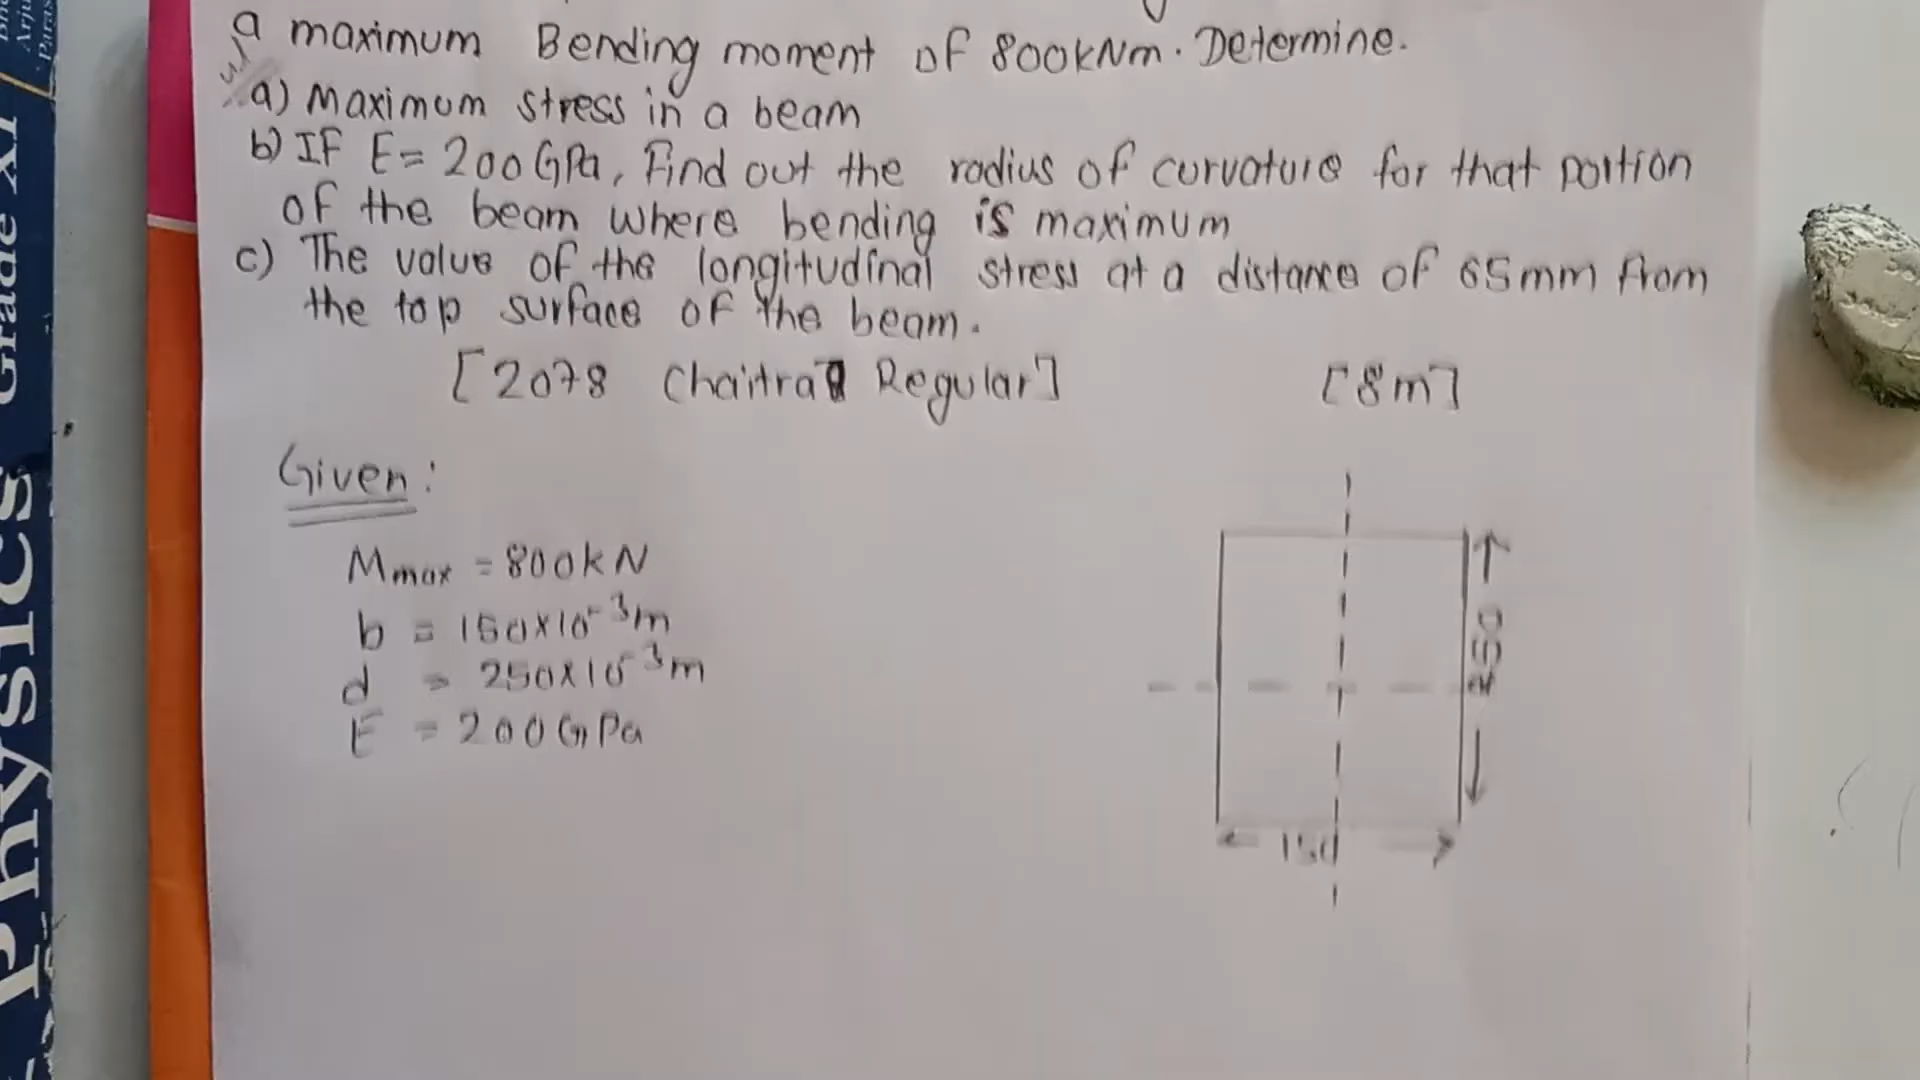 a maximum Bending moment of 800kNm. Determine.
a) Maximum stress in a beam
b) If E = 200 GPa, Find out the radius of curvature for that portion
of the beam where bending is maximum
c) The value of the longitudinal stress at a distance of 65mm from
the top surface of the beam.
[2078 Chaitra Regular] [8m]
Given:
Mmax = 800kN
b = 150×10⁻³m
d = 250×10⁻³m
E = 200GPa
250
150
Physics Grade XI